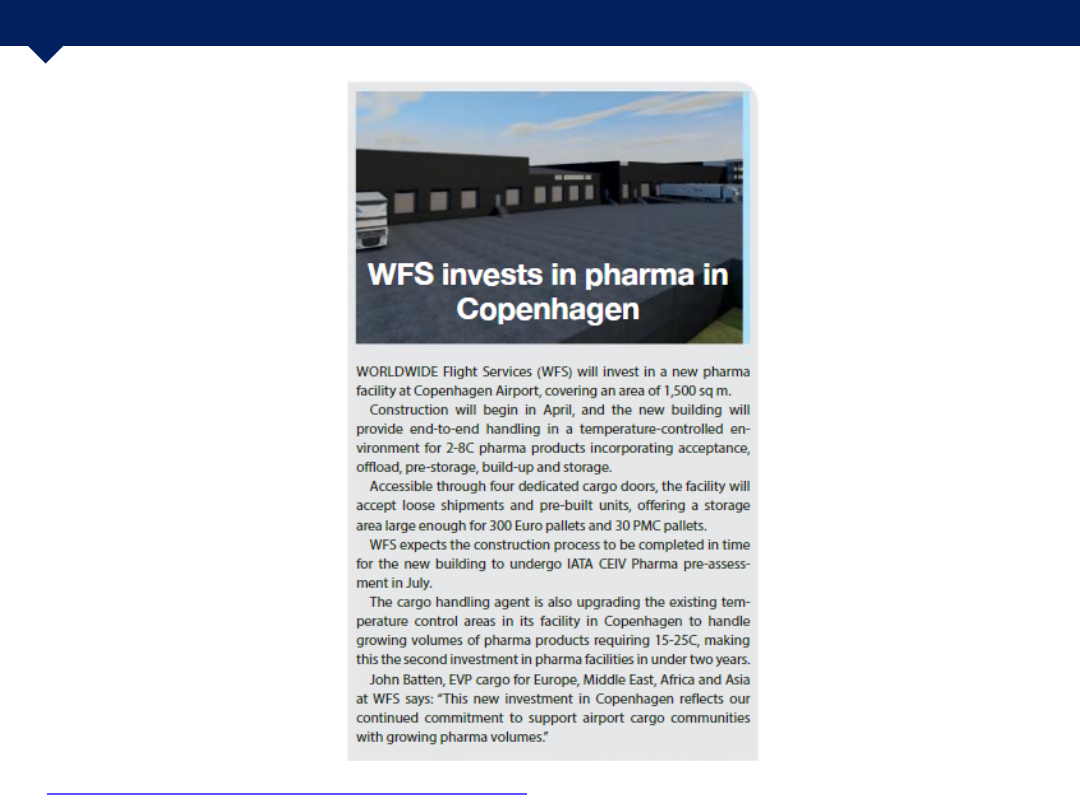 WFS invests in pharma in
Copenhagen
WORLDWIDE Flight Services (WFS) will invest in a new pharma
facility at Copenhagen Airport, covering an area of 1,500 sq m.
Construction will begin in April, and the new building will
provide end-to-end handling in a temperature-controlled en-
vironment for 2-8C pharma products incorporating acceptance,
offload, pre-storage, build-up and storage.
Accessible through four dedicated cargo doors, the facility will
accept loose shipments and pre-built units, offering a storage
area large enough for 300 Euro pallets and 30 PMC pallets.
WFS expects the construction process to be completed in time
for the new building to undergo IATA CEIV Pharma pre-assess-
ment in July.
The cargo handling agent is also upgrading the existing tem-
perature control areas in its facility in Copenhagen to handle
growing volumes of pharma products requiring 15-25C, making
this the second investment in pharma facilities in under two years.
John Batten, EVP cargo for Europe, Middle East, Africa and Asia
at WFS says: “This new investment in Copenhagen reflects our
continued commitment to support airport cargo communities
with growing pharma volumes.”